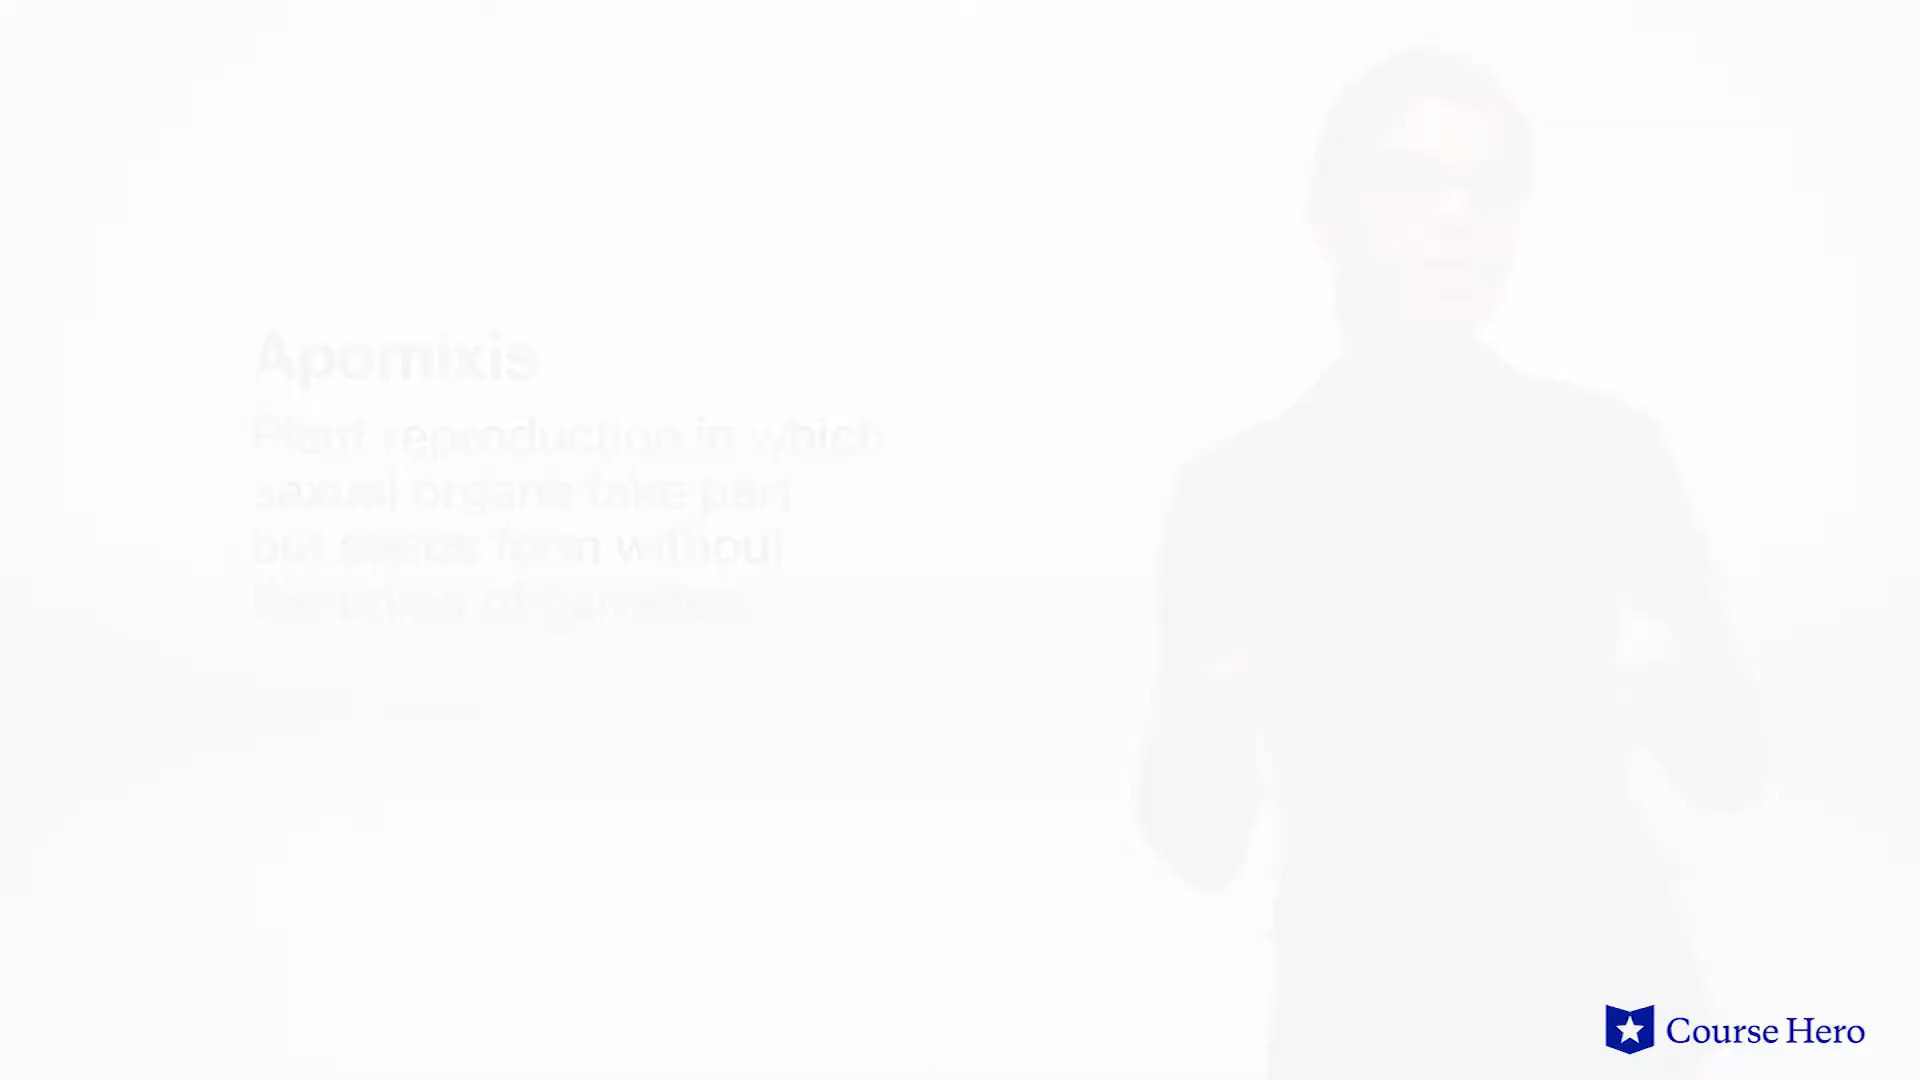 Apomixis
Plant reproduction in which
sexual organs take part
but seeds form without
the union of gametes.
Course Hero